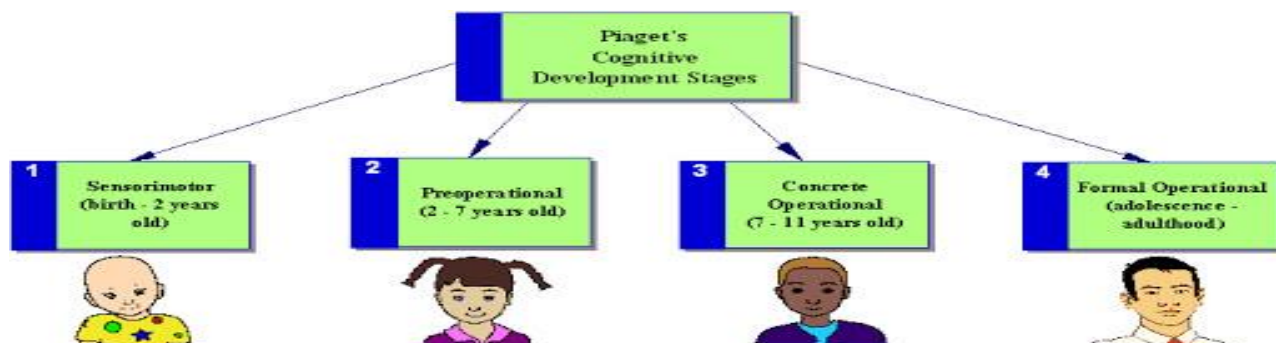 Piaget's
Cognitive
Development Stages
1
Sensorimotor
(birth - 2 years
old)
2
Preoperational
(2 - 7 years old)
3
Concrete
Operational
(7 - 11 years old)
4
Formal Operational
(adolescence -
adulthood)